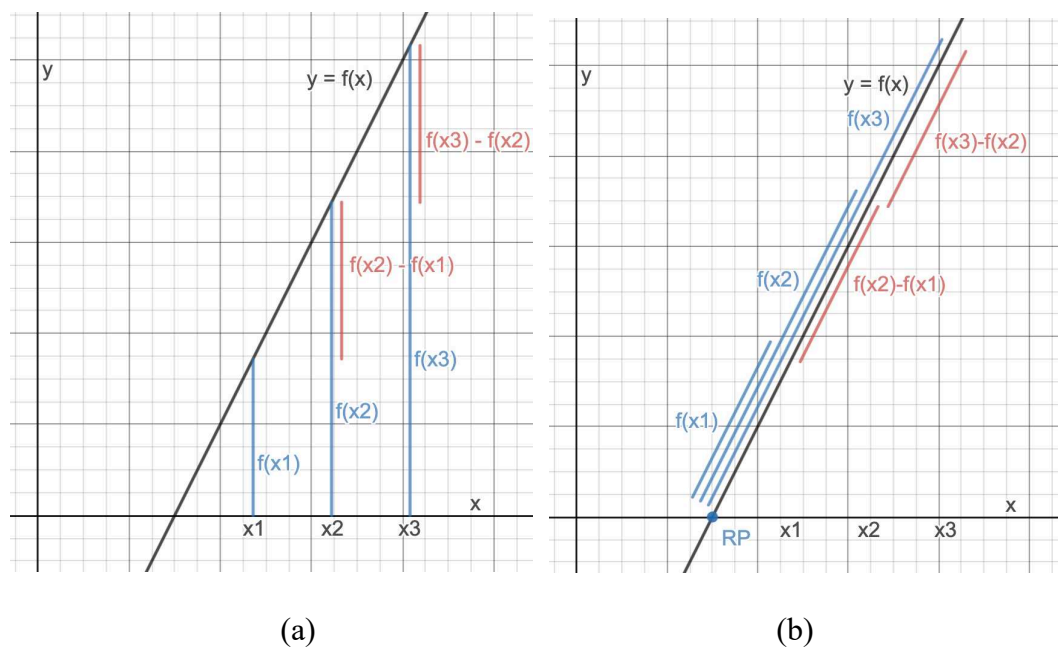 y
y = f(x)
f(x3) - f(x2)
f(x2) - f(x1)
f(x3)
f(x2)
f(x1)
x
x1
x2
x3
(a)
y
y = f(x)
f(x3)
f(x3)-f(x2)
f(x2)
f(x2)-f(x1)
f(x1)
x
x1
x2
x3
RP
(b)